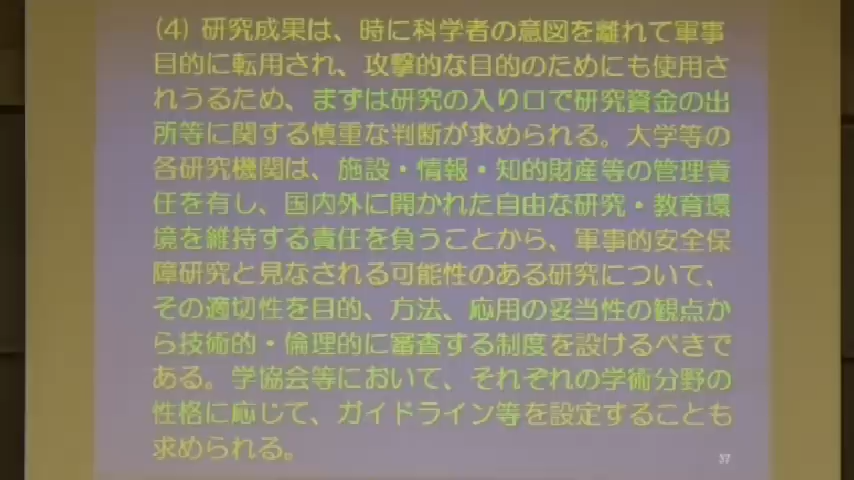 (4) 研究成果は、時に科学者の意図を離れて軍事
目的に転用され、攻撃的な目的のためにも使用さ
れうるため、まずは研究の入り口で研究資金の出
所等に関する慎重な判断が求められる。大学等の
各研究機関は、施設・情報・知的財産等の管理責
任を有し、国内外に開かれた自由な研究・教育環
境を維持する責任を負うことから、軍事的安全保
障研究と見なされる可能性のある研究について、
その適切性を目的、方法、応用の妥当性の観点か
ら技術的・倫理的に審査する制度を設けるべきで
ある。学協会等において、それぞれの学術分野の
性格に応じて、ガイドライン等を設定することも
求められる。
37